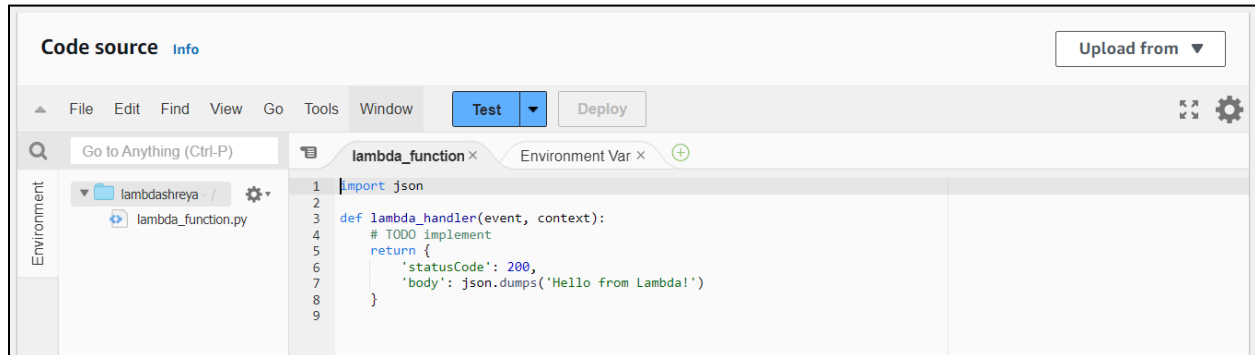 Code source Info
Upload from ▼
File Edit Find View Go Tools Window Test Deploy
Go to Anything (Ctrl-P)
lambda_function × Environment Var ×
Environment
lambdashreya - /
lambda_function.py
1 import json
2
3 def lambda_handler(event, context):
4     # TODO implement
5     return {
6         'statusCode': 200,
7         'body': json.dumps('Hello from Lambda!')
8     }
9